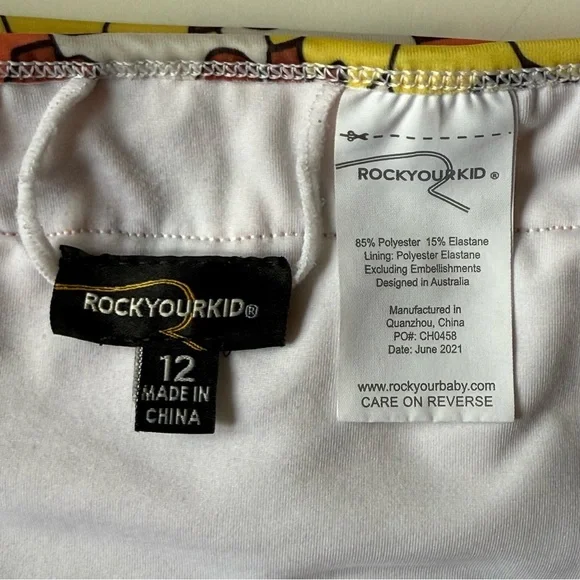 ROCKYOURKID®
12
MADE IN
CHINA
ROCKYOURKID®
85% Polyester 15% Elastane
Lining: Polyester Elastane
Excluding Embellishments
Designed in Australia
Manufactured in
Quanzhou, China
PO#: CH0458
Date: June 2021
www.rockyourbaby.com
CARE ON REVERSE